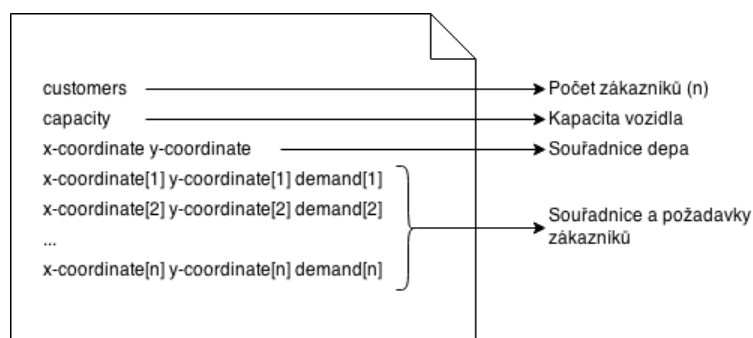 customers
Počet zákazníků (n)
capacity
Kapacita vozidla
x-coordinate y-coordinate
Souřadnice depa
x-coordinate[1] y-coordinate[1] demand[1]
x-coordinate[2] y-coordinate[2] demand[2]
...
x-coordinate[n] y-coordinate[n] demand[n]
Souřadnice a požadavky
zákazníků